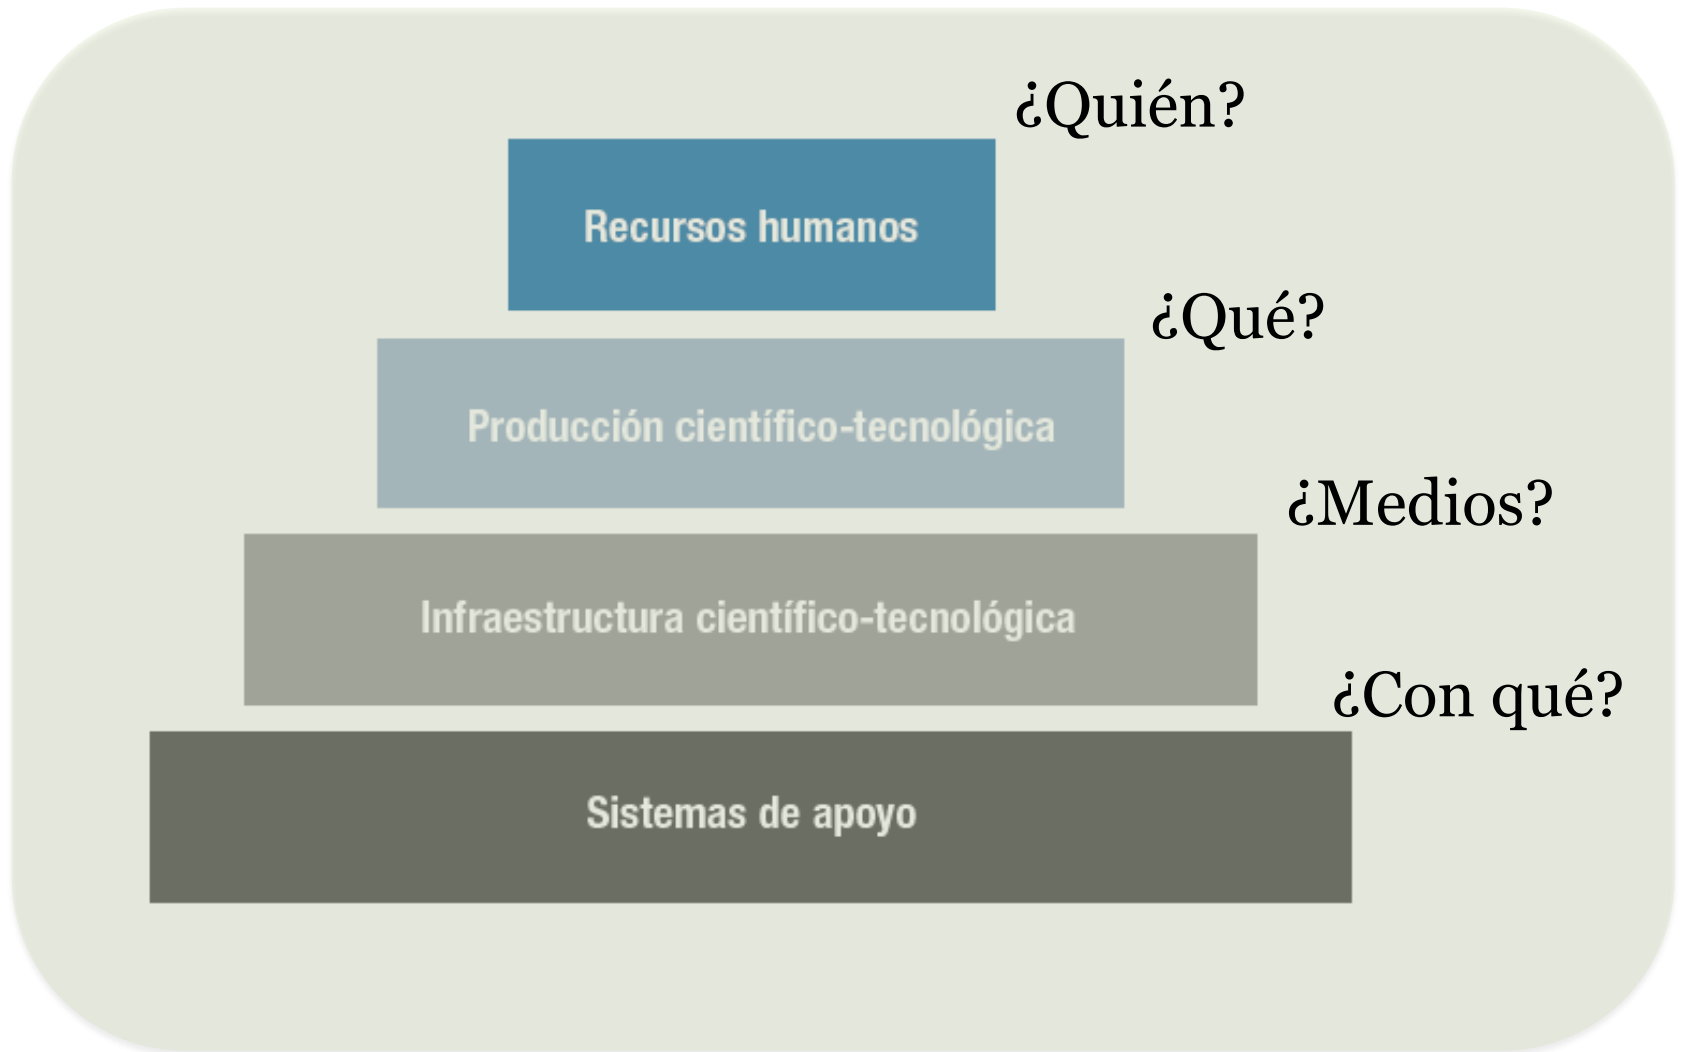 ¿Quién?
Recursos humanos
¿Qué?
Producción científico-tecnológica
¿Medios?
Infraestructura científico-tecnológica
¿Con qué?
Sistemas de apoyo